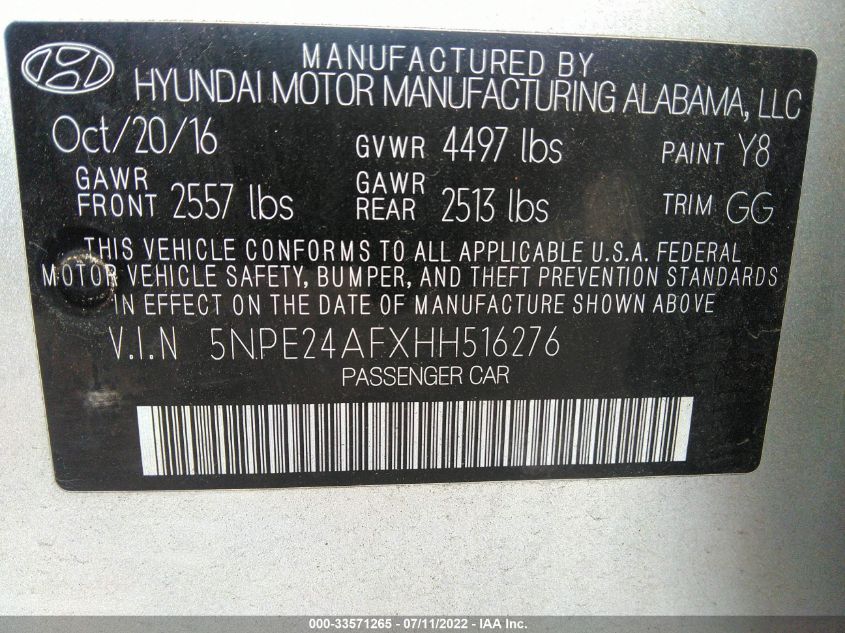 MANUFACTURED BY
HYUNDAI MOTOR MANUFACTURING ALABAMA, LLC
Oct/20/16 GVWR 4497 lbs PAINT Y8
GAWR FRONT 2557 lbs GAWR REAR 2513 lbs TRIM GG
THIS VEHICLE CONFORMS TO ALL APPLICABLE U.S.A. FEDERAL
MOTOR VEHICLE SAFETY, BUMPER, AND THEFT PREVENTION STANDARDS
IN EFFECT ON THE DATE OF MANUFACTURE SHOWN ABOVE
V.I.N 5NPE24AFXHH516276
PASSENGER CAR
000-33571265 - 07/11/2022 - IAA Inc.